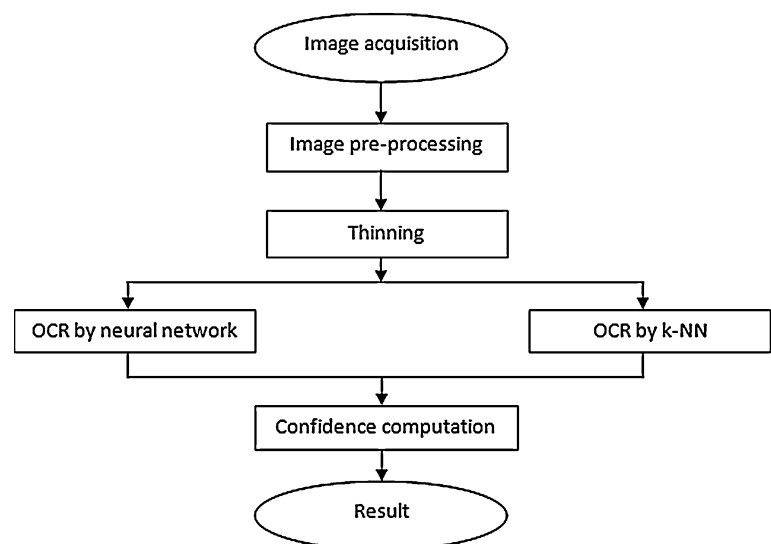 Image acquisition
Image pre-processing
Thinning
OCR by neural network
OCR by k-NN
Confidence computation
Result